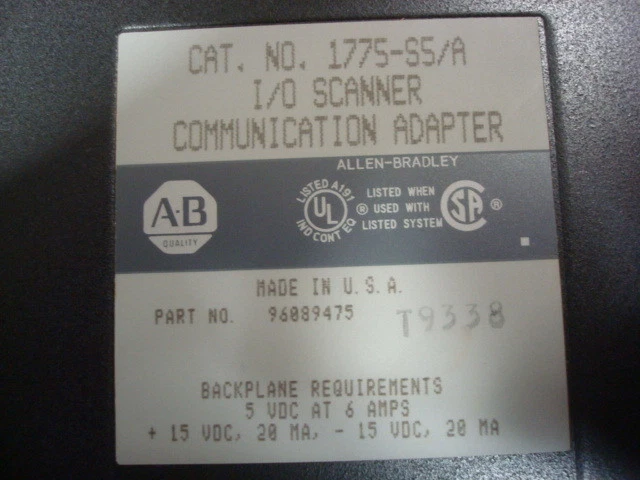 CAT. NO. 1775-S5/A
I/O SCANNER
COMMUNICATION ADAPTER
ALLEN-BRADLEY
A-B
QUALITY
LISTED A191
UL ®
IND CONT EQ
LISTED WHEN
USED WITH
LISTED SYSTEM
SA ®
MADE IN U.S.A.
PART NO. 96089475 T9338
BACKPLANE REQUIREMENTS
5 VDC AT 6 AMPS
+ 15 VDC, 20 MA, - 15 VDC, 20 MA